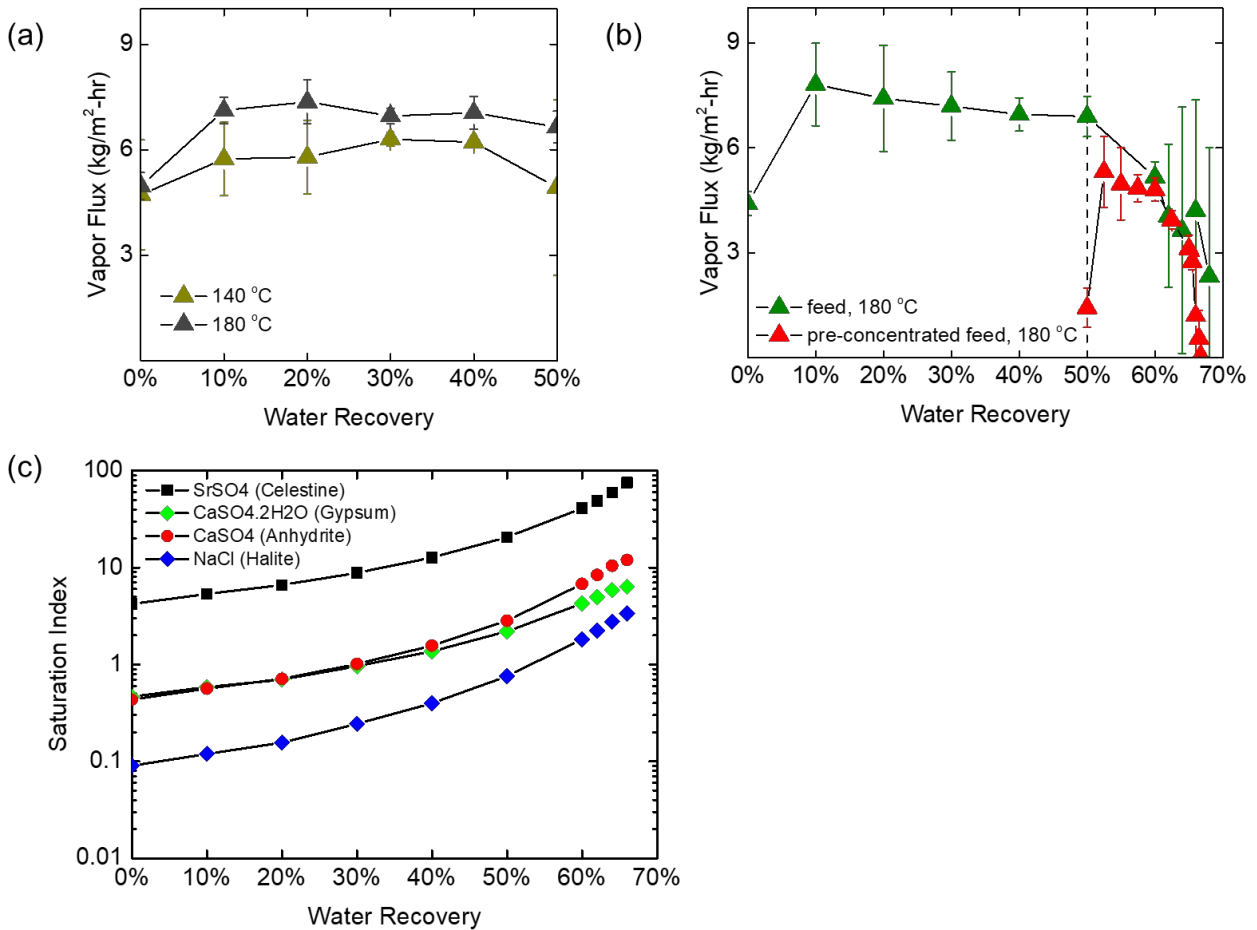 (a)
Vapor Flux (kg/m²-hr)
9
6
3
140 °C
180 °C
0% 10% 20% 30% 40% 50%
Water Recovery
(b)
Vapor Flux (kg/m²-hr)
9
6
3
feed, 180 °C
pre-concentrated feed, 180 °C
0% 10% 20% 30% 40% 50% 60% 70%
Water Recovery
(c)
Saturation Index
100
10
1
0.1
0.01
SrSO4 (Celestine)
CaSO4.2H2O (Gypsum)
CaSO4 (Anhydrite)
NaCl (Halite)
0% 10% 20% 30% 40% 50% 60% 70%
Water Recovery